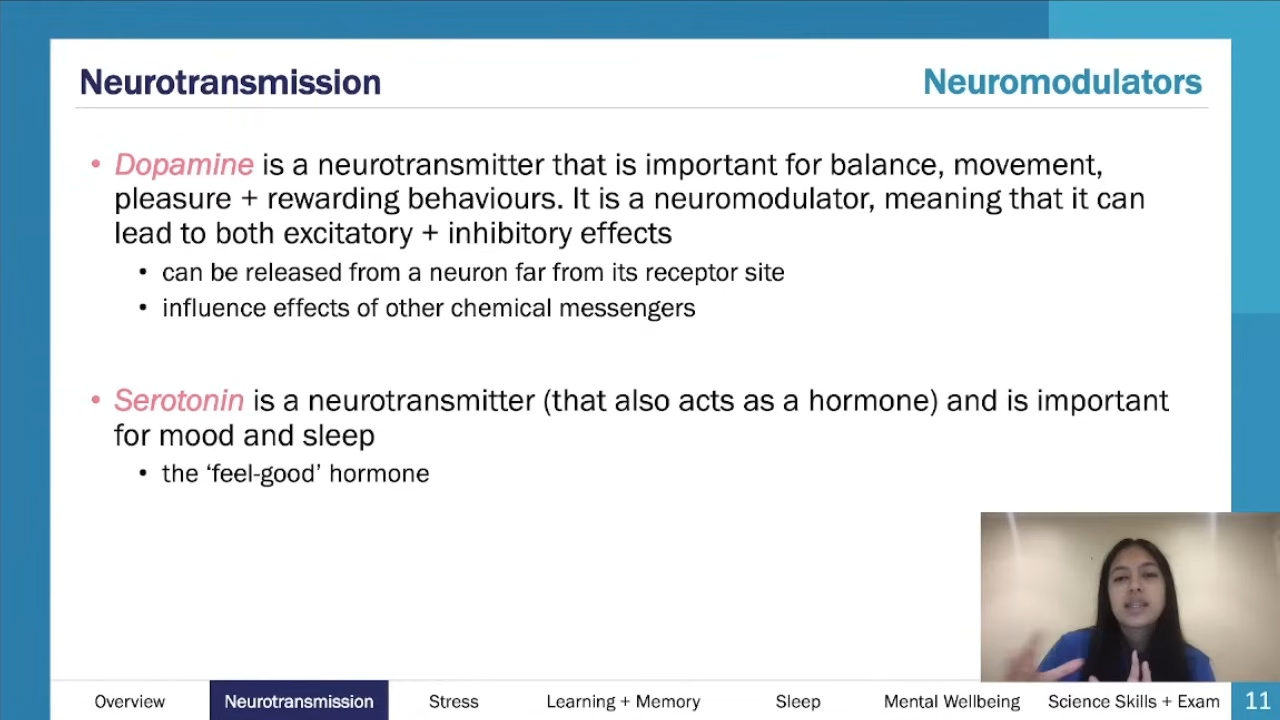 Neurotransmission
Neuromodulators
• Dopamine is a neurotransmitter that is important for balance, movement,
pleasure + rewarding behaviours. It is a neuromodulator, meaning that it can
lead to both excitatory + inhibitory effects
• can be released from a neuron far from its receptor site
• influence effects of other chemical messengers
• Serotonin is a neurotransmitter (that also acts as a hormone) and is important
for mood and sleep
• the ‘feel-good’ hormone
Overview Neurotransmission Stress Learning + Memory Sleep Mental Wellbeing Science Skills + Exam 11